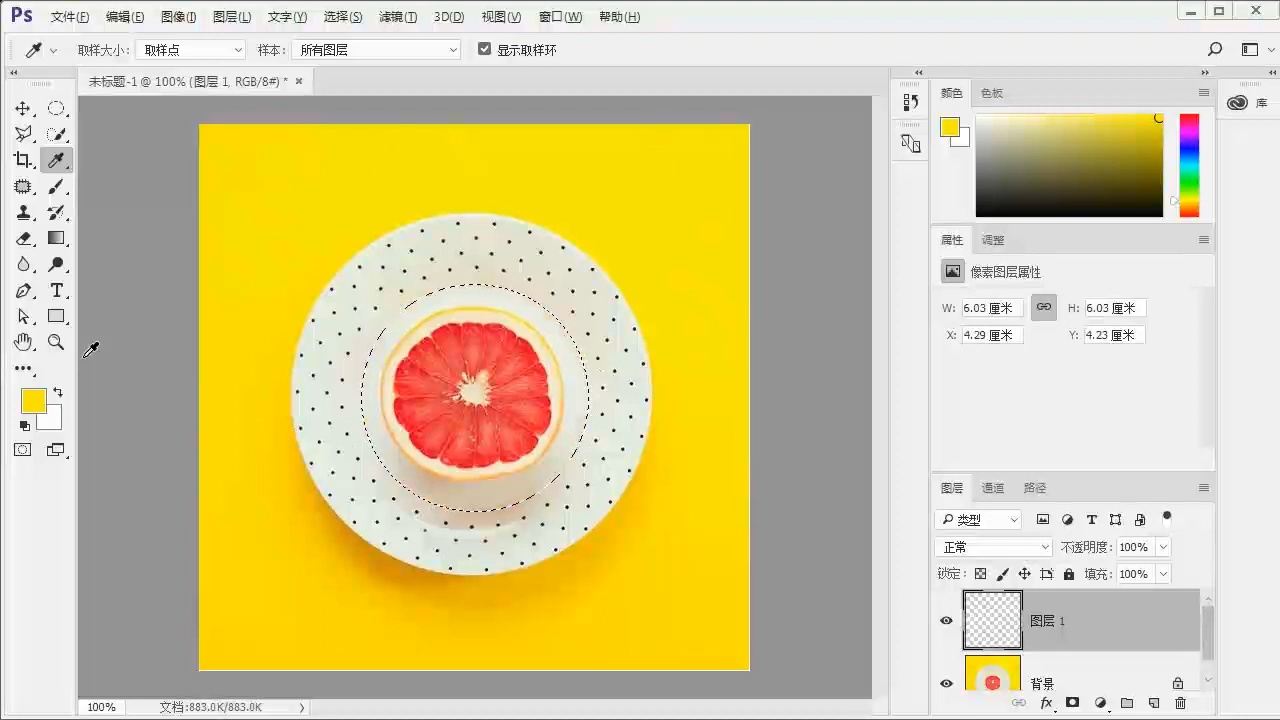 Ps 文件(F) 编辑(E) 图像(I) 图层(L) 文字(Y) 选择(S) 滤镜(T) 3D(D) 视图(V) 窗口(W) 帮助(H)
取样大小: 取样点 样本: 所有图层 显示取样环
未标题-1 @ 100% (图层 1, RGB/8#) *
颜色 色板
库
属性 调整
像素图层属性
W: 6.03 厘米 H: 6.03 厘米
X: 4.29 厘米 Y: 4.23 厘米
图层 通道 路径
类型
正常 不透明度: 100%
锁定: 填充: 100%
图层 1
背景
fx
100% 文档:883.0K/883.0K